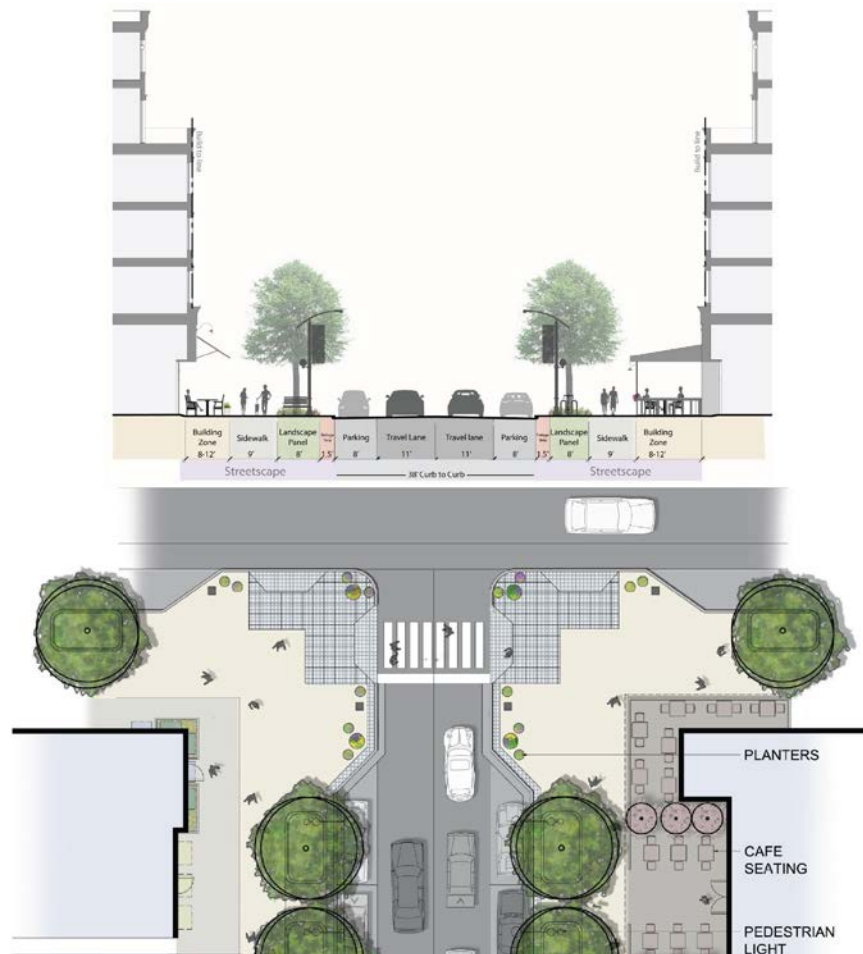 Build to line
Build to line
Building
Zone
8-12'
Sidewalk
9'
Landscape
Panel
8'
1.5'
Parking
8'
Travel Lane
11'
Travel lane
11'
Parking
8'
1.5'
Landscape
Panel
8'
Sidewalk
9'
Building
Zone
8-12'
Streetscape
38' Curb to Curb
Streetscape
PLANTERS
CAFE
SEATING
PEDESTRIAN
LIGHT